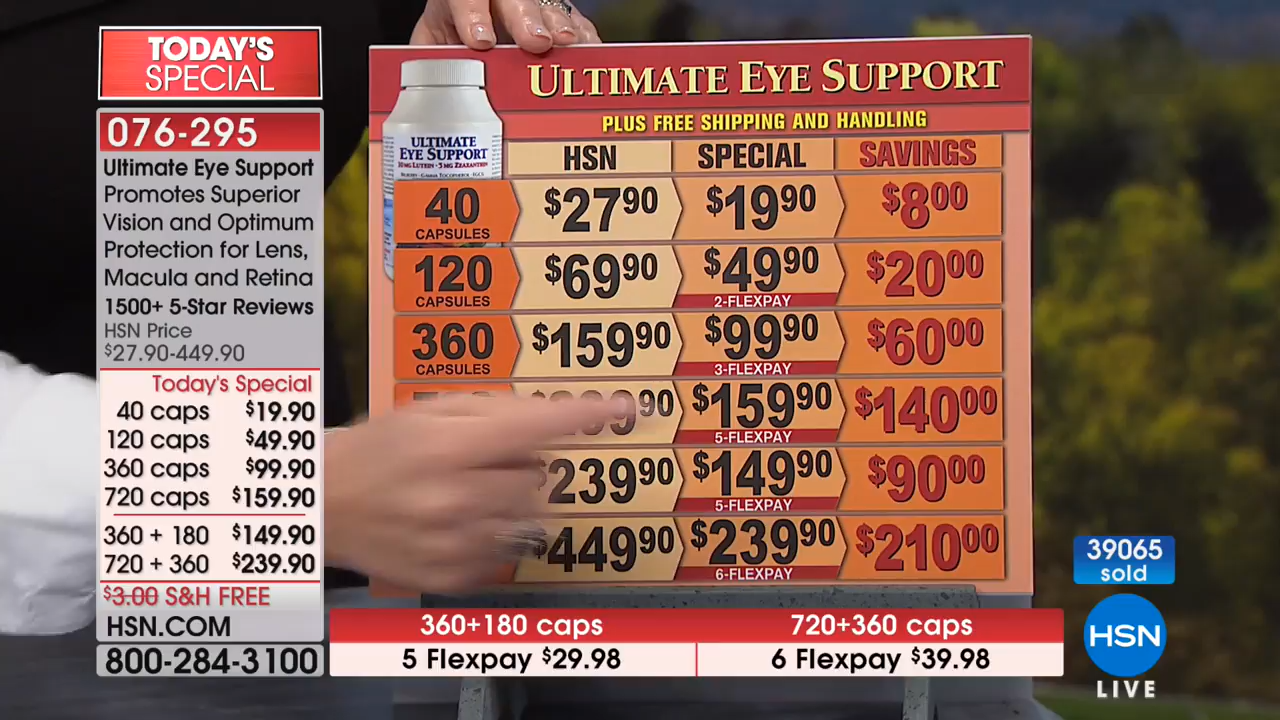 TODAY'S
SPECIAL
076-295
Ultimate Eye Support
Promotes Superior
Vision and Optimum
Protection for Lens,
Macula and Retina
1500+ 5-Star Reviews
HSN Price
$27.90-449.90
Today's Special
40 caps $19.90
120 caps $49.90
360 caps $99.90
720 caps $159.90
360 + 180 $149.90
720 + 360 $239.90
$3.00 S&H FREE
HSN.COM
800-284-3100
ULTIMATE EYE SUPPORT
PLUS FREE SHIPPING AND HANDLING
ULTIMATE
EYE SUPPORT
HSN SPECIAL SAVINGS
40 CAPSULES $27.90 $19.90 $8.00
120 CAPSULES $69.90 $49.90 $20.00
2-FLEXPAY
360 CAPSULES $159.90 $99.90 $60.00
3-FLEXPAY
$159.90 $140.00
5-FLEXPAY
$239.90 $149.90 $90.00
5-FLEXPAY
$449.90 $239.90 $210.00
6-FLEXPAY
360+180 caps 720+360 caps
5 Flexpay $29.98 6 Flexpay $39.98
39065
sold
HSN
LIVE